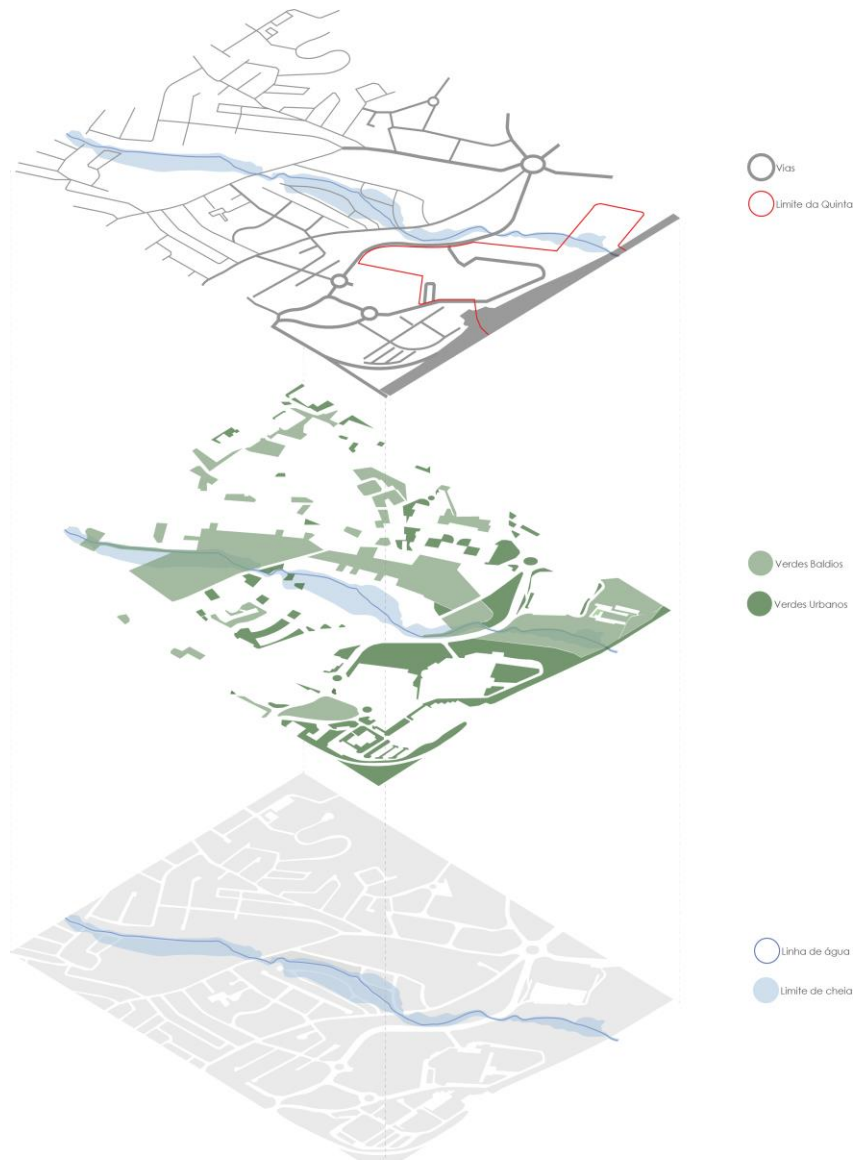 Vias
Limite da Quinta
Verdes Baldios
Verdes Urbanos
Linha de água
Limite de cheia